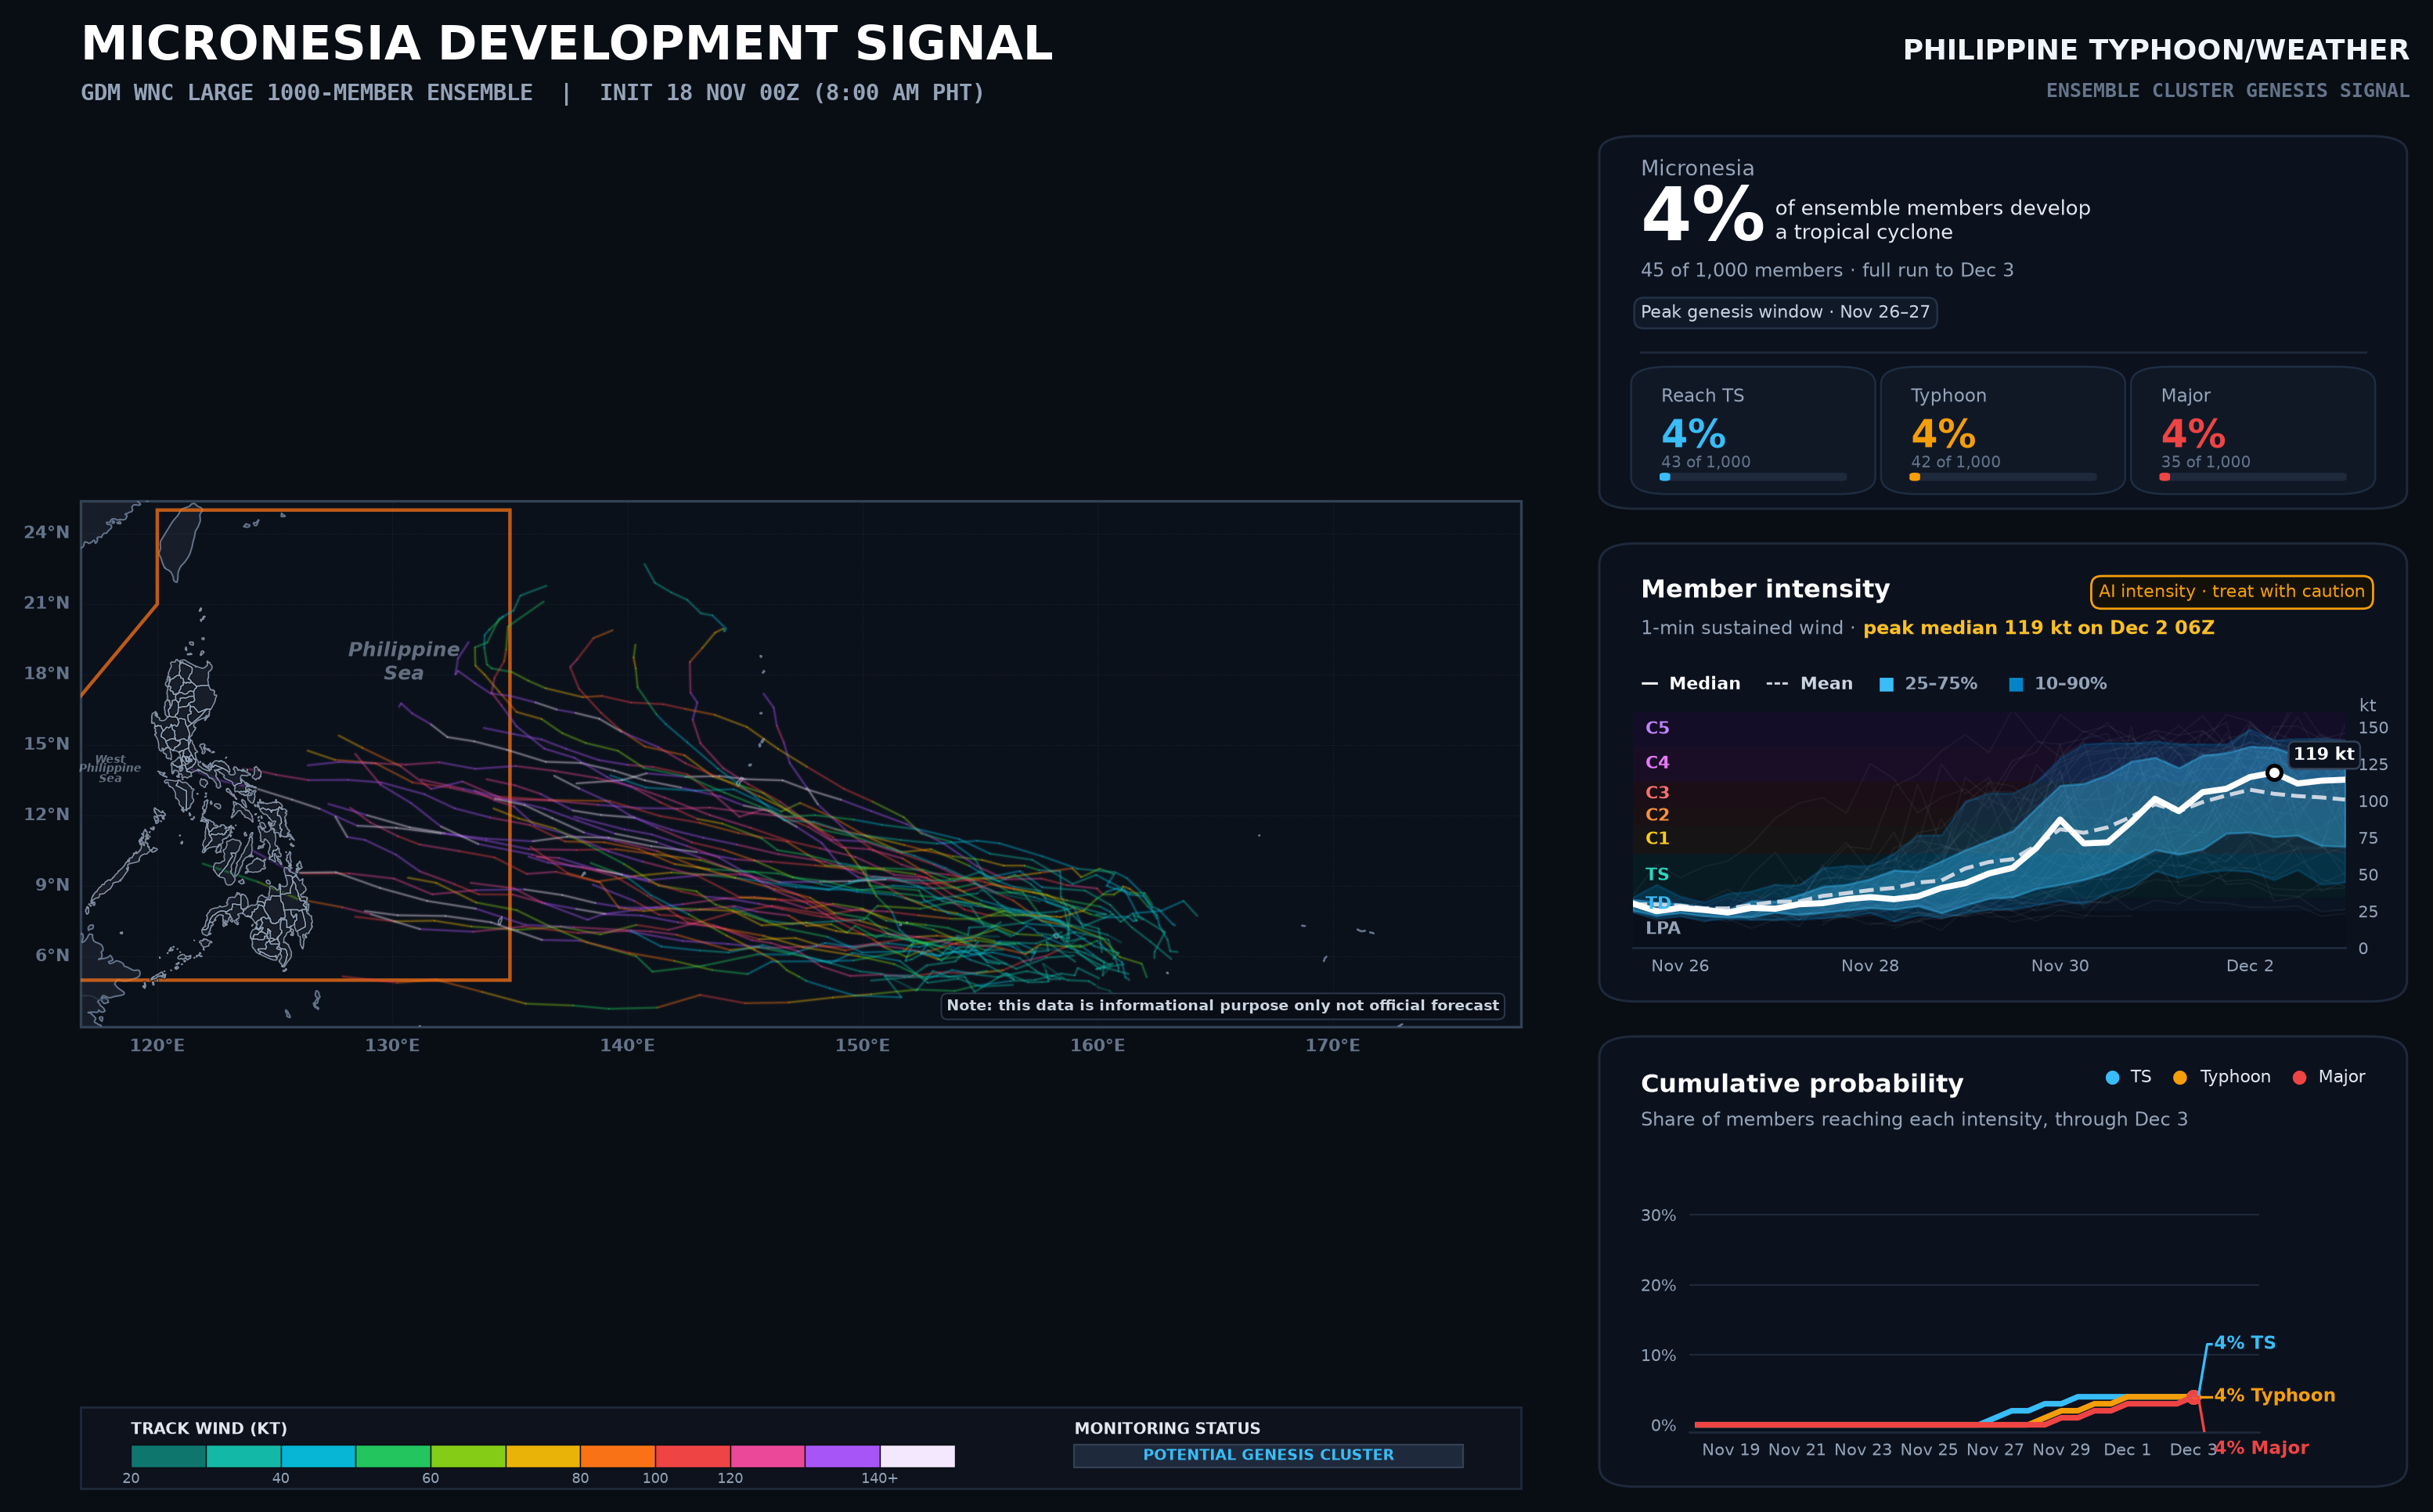 MICRONESIA DEVELOPMENT SIGNAL
GDM WNC LARGE 1000-MEMBER ENSEMBLE | INIT 18 NOV 00Z (8:00 AM PHT)
PHILIPPINE TYPHOON/WEATHER
ENSEMBLE CLUSTER GENESIS SIGNAL
Micronesia
4%
of ensemble members develop
a tropical cyclone
45 of 1,000 members · full run to Dec 3
Peak genesis window · Nov 26–27
Reach TS
4%
43 of 1,000
Typhoon
4%
42 of 1,000
Major
4%
35 of 1,000
24°N
21°N
18°N
15°N
12°N
9°N
6°N
Philippine
Sea
West
Philippine
Sea
Note: this data is informational purpose only not official forecast
120°E
130°E
140°E
150°E
160°E
170°E
Member intensity
AI intensity · treat with caution
1-min sustained wind · peak median 119 kt on Dec 2 06Z
Median
Mean
25–75%
10–90%
kt
C5
C4
C3
C2
C1
TS
TD
LPA
119 kt
150
125
100
75
50
25
0
Nov 26
Nov 28
Nov 30
Dec 2
Cumulative probability
TS
Typhoon
Major
Share of members reaching each intensity, through Dec 3
30%
20%
10%
0%
4% TS
4% Typhoon
4% Major
Nov 19
Nov 21
Nov 23
Nov 25
Nov 27
Nov 29
Dec 1
Dec 3
TRACK WIND (KT)
20
40
60
80
100
120
140+
MONITORING STATUS
POTENTIAL GENESIS CLUSTER